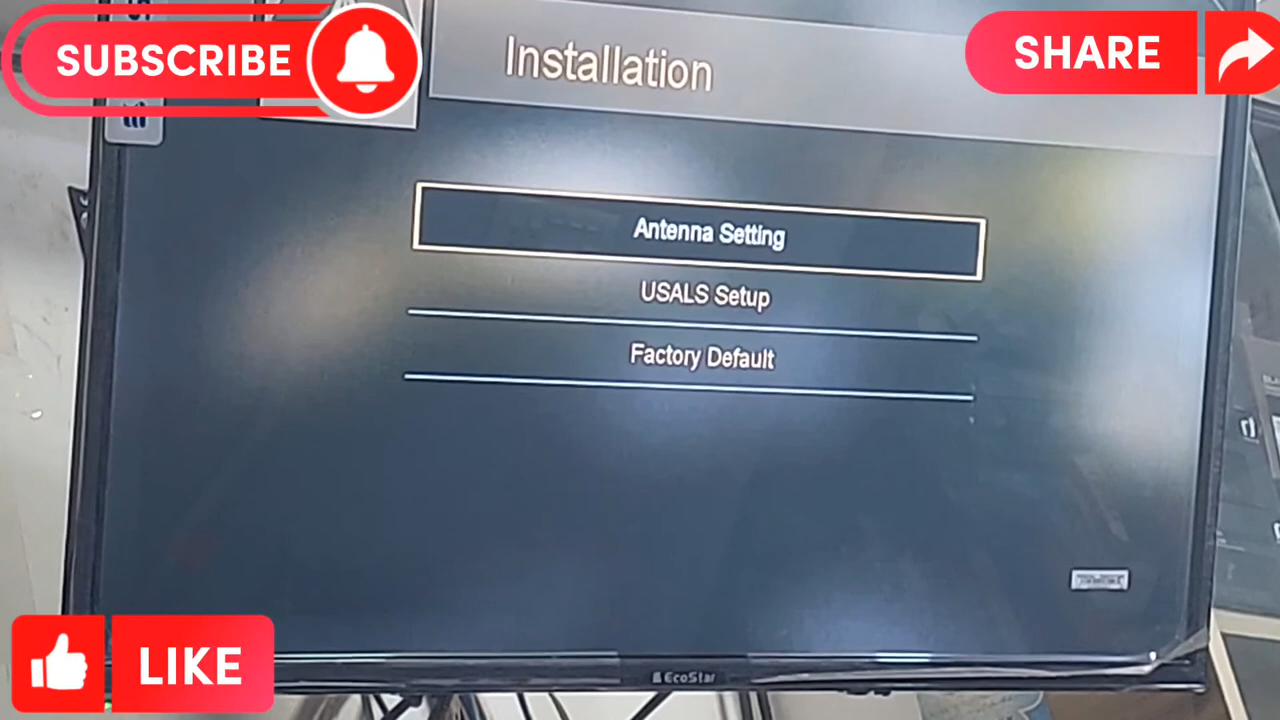 SUBSCRIBE
Installation
SHARE
Antenna Setting
USALS Setup
Factory Default
LIKE
EcoStar